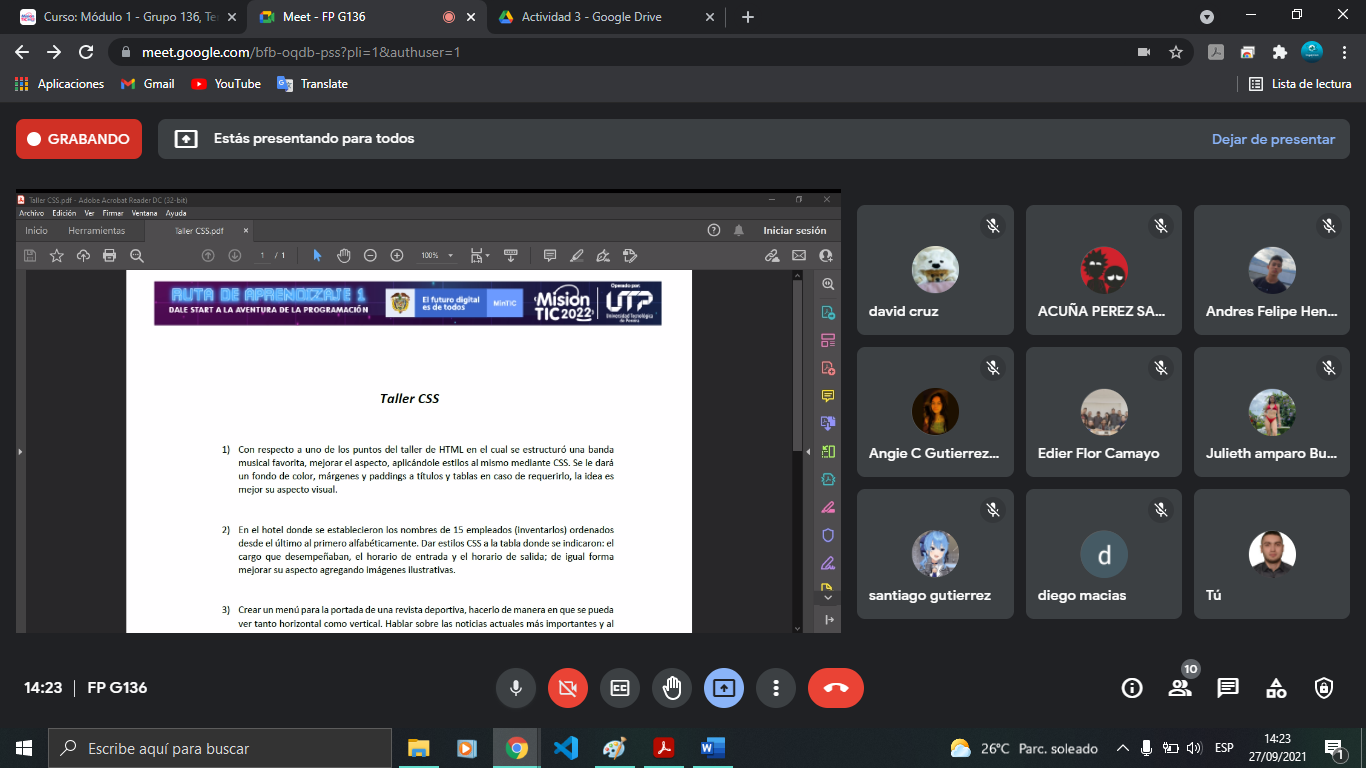 Curso: Módulo 1 - Grupo 136, Te
Meet - FP G136
Actividad 3 - Google Drive
meet.google.com/bfb-oqdb-pss?pli=1&authuser=1
Aplicaciones
Gmail
YouTube
Translate
Lista de lectura
GRABANDO
Estás presentando para todos
Dejar de presentar
Taller CSS.pdf - Adobe Acrobat Reader DC (32-bit)
Archivo Edición Ver Firmar Ventana Ayuda
Inicio
Herramientas
Taller CSS.pdf
Iniciar sesión
1 / 1
100%
RUTA DE APRENDIZAJE 1
DALE START A LA AVENTURA DE LA PROGRAMACIÓN
El futuro digital
es de todos
MinTIC
Misión
TIC2022
Operado por:
UTP
Universidad Tecnológica
de Pereira
Taller CSS
1) Con respecto a uno de los puntos del taller de HTML en el cual se estructuró una banda
musical favorita, mejorar el aspecto, aplicándole estilos al mismo mediante CSS. Se le dará
un fondo de color, márgenes y paddings a títulos y tablas en caso de requerirlo, la idea es
mejor su aspecto visual.
2) En el hotel donde se establecieron los nombres de 15 empleados (inventarlos) ordenados
desde el último al primero alfabéticamente. Dar estilos CSS a la tabla donde se indicaron: el
cargo que desempeñaban, el horario de entrada y el horario de salida; de igual forma
mejorar su aspecto agregando imágenes ilustrativas.
3) Crear un menú para la portada de una revista deportiva, hacerlo de manera en que se pueda
ver tanto horizontal como vertical. Hablar sobre las noticias actuales más importantes y al
david cruz
ACUÑA PEREZ SA...
Andres Felipe Hen...
Angie C Gutierrez...
Edier Flor Camayo
Julieth amparo Bu...
santiago gutierrez
d
diego macias
Tú
14:23 | FP G136
10
Escribe aquí para buscar
26°C Parc. soleado
ESP
14:23
27/09/2021
1